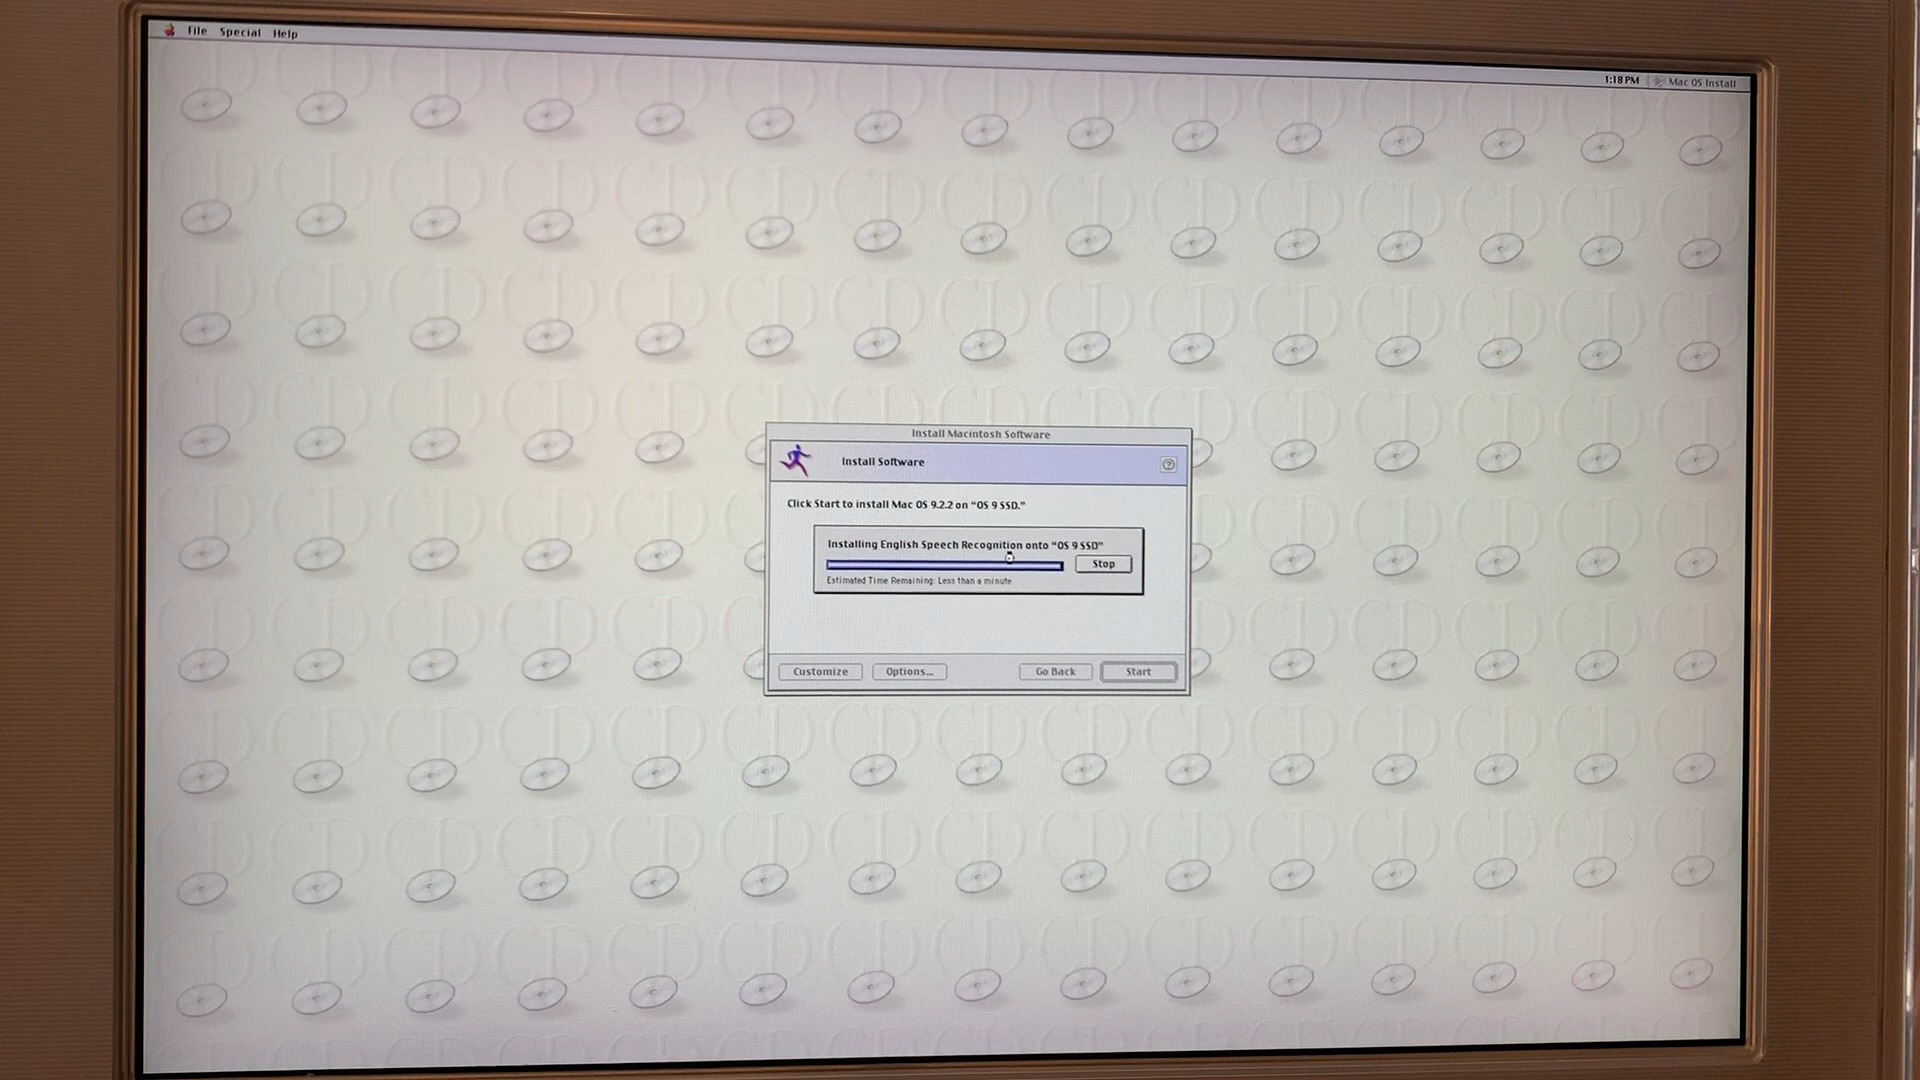 File Special Help
1:18 PM Mac OS Install
Install Macintosh Software
Install Software
Click Start to install Mac OS 9.2.2 on “OS 9 SSD.”
Installing English Speech Recognition onto “OS 9 SSD”
Stop
Estimated Time Remaining: Less than a minute
Customize Options... Go Back Start